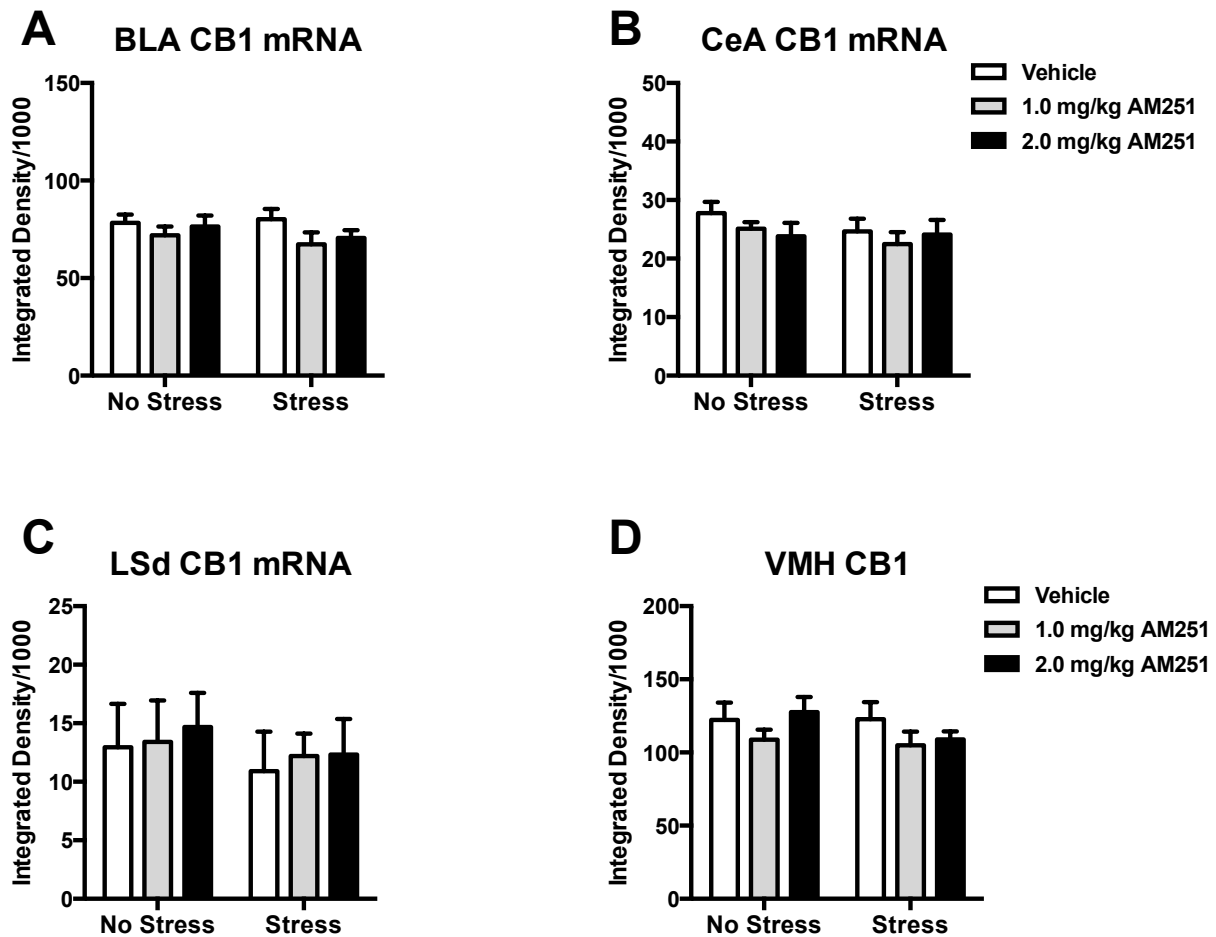 A
BLA CB1 mRNA
Integrated Density/1000
150
100
50
0
No Stress
Stress
B
CeA CB1 mRNA
Integrated Density/1000
50
40
30
20
10
0
No Stress
Stress
Vehicle
1.0 mg/kg AM251
2.0 mg/kg AM251
C
LSd CB1 mRNA
Integrated Density/1000
25
20
15
10
5
0
No Stress
Stress
D
VMH CB1
Integrated Density/1000
200
150
100
50
0
No Stress
Stress
Vehicle
1.0 mg/kg AM251
2.0 mg/kg AM251